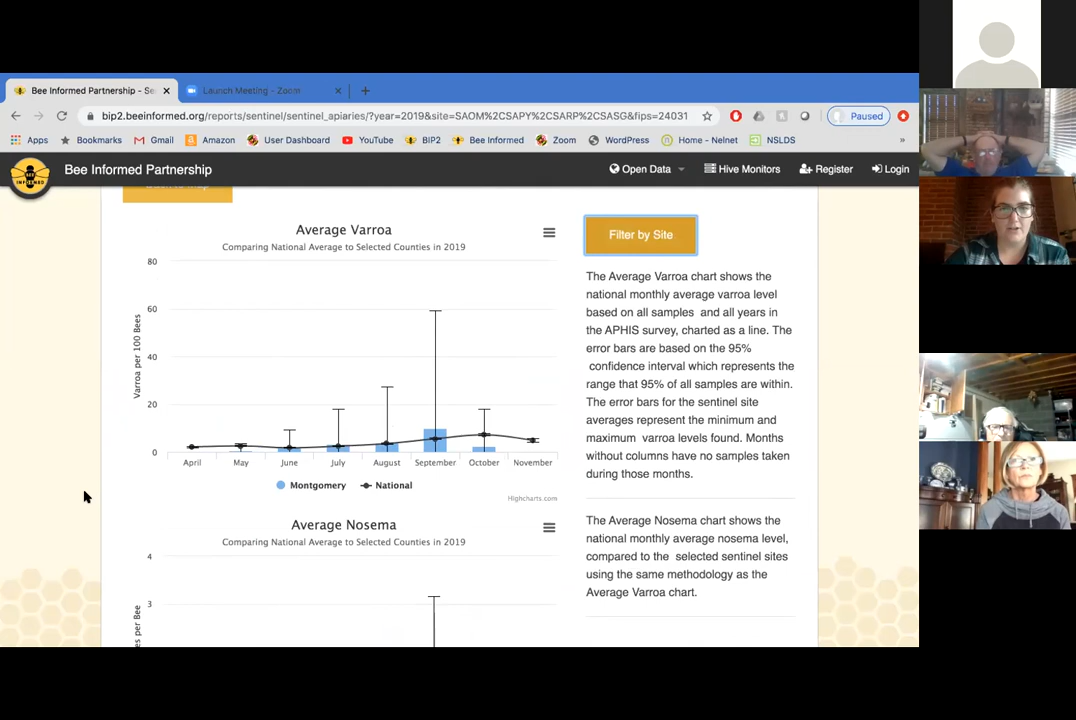 Bee Informed Partnership - Se
Launch Meeting - Zoom
bip2.beeinformed.org/reports/sentinel/sentinel_apiaries/?year=2019&site=SAOM%2CSAPY%2CSARP%2CSASG&fips=24031
Paused
Apps Bookmarks Gmail Amazon User Dashboard YouTube BIP2 Bee Informed Zoom WordPress Home - Nelnet NSLDS »
BEE INFORMED
Bee Informed Partnership
Open Data Hive Monitors Register Login
Average Varroa
Comparing National Average to Selected Counties in 2019
Varroa per 100 Bees
80
60
40
20
0
April May June July August September October November
Montgomery National
Highcharts.com
Average Nosema
Comparing National Average to Selected Counties in 2019
4
3
es per Bee
Filter by Site
The Average Varroa chart shows the
national monthly average varroa level
based on all samples and all years in
the APHIS survey, charted as a line. The
error bars are based on the 95%
confidence interval which represents the
range that 95% of all samples are within.
The error bars for the sentinel site
averages represent the minimum and
maximum varroa levels found. Months
without columns have no samples taken
during those months.
The Average Nosema chart shows the
national monthly average nosema level,
compared to the selected sentinel sites
using the same methodology as the
Average Varroa chart.